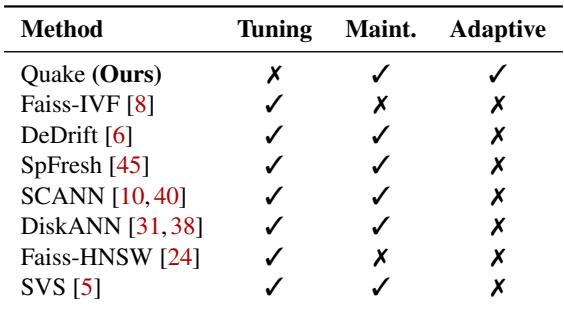 Method Tuning Maint. Adaptive
Quake (Ours) ✗ ✓ ✓
Faiss-IVF [8] ✓ ✗ ✗
DeDrift [6] ✓ ✓ ✗
SpFresh [45] ✓ ✓ ✗
SCANN [10, 40] ✓ ✓ ✗
DiskANN [31, 38] ✓ ✓ ✗
Faiss-HNSW [24] ✓ ✗ ✗
SVS [5] ✓ ✓ ✗